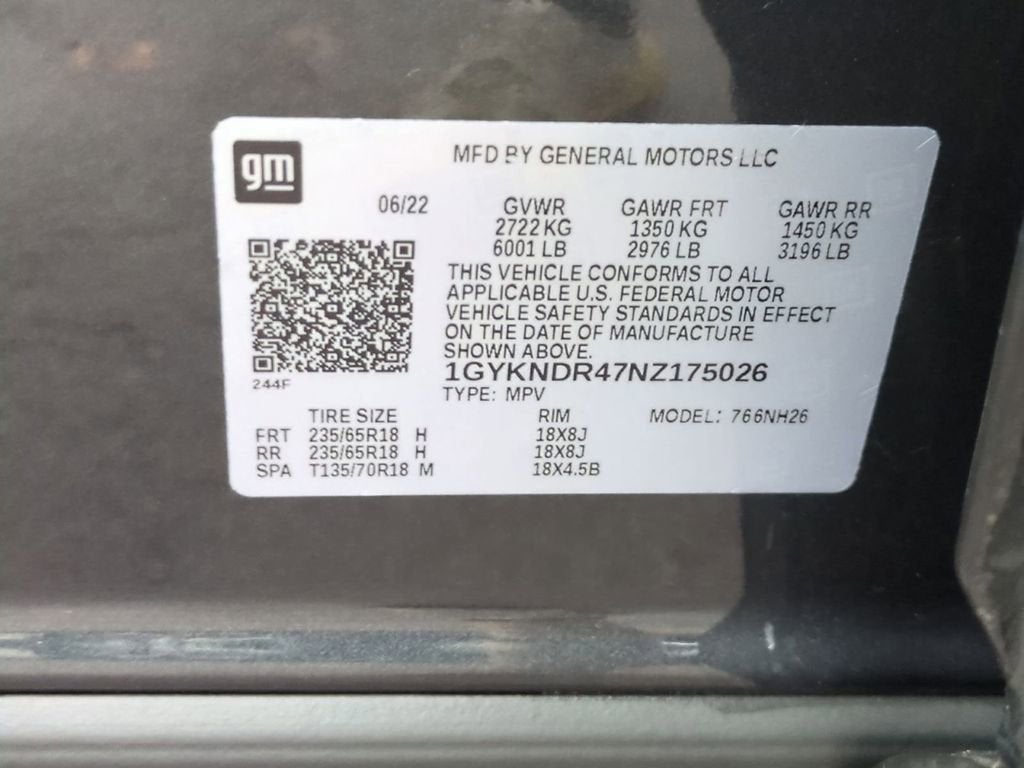 gm
MFD BY GENERAL MOTORS LLC
06/22 GVWR GAWR FRT GAWR RR
2722 KG 1350 KG 1450 KG
6001 LB 2976 LB 3196 LB
THIS VEHICLE CONFORMS TO ALL
APPLICABLE U.S. FEDERAL MOTOR
VEHICLE SAFETY STANDARDS IN EFFECT
ON THE DATE OF MANUFACTURE
SHOWN ABOVE.
1GYKNDR47NZ175026
244F
TYPE: MPV
TIRE SIZE RIM MODEL: 766NH26
FRT 235/65R18 H 18X8J
RR 235/65R18 H 18X8J
SPA T135/70R18 M 18X4.5B